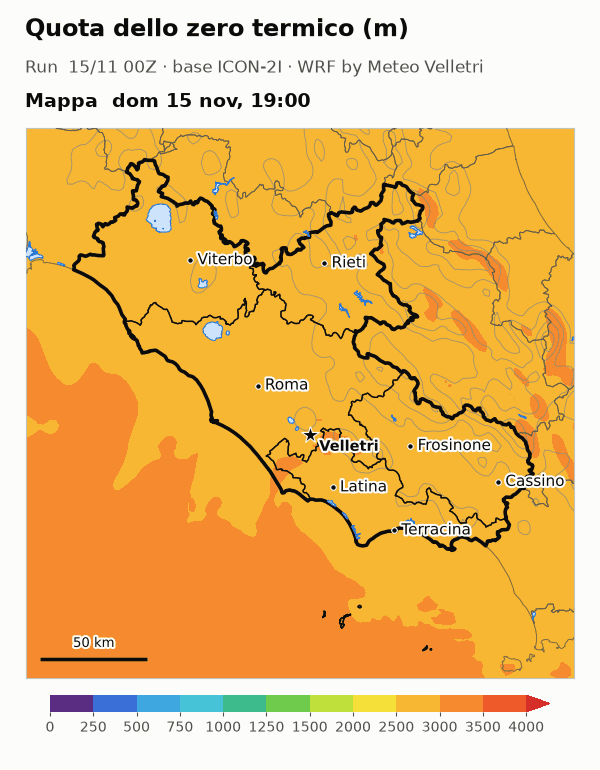 Quota dello zero termico (m)
Run  15/11 00Z · base ICON-2I · WRF by Meteo Velletri
Mappa  dom 15 nov, 19:00
Viterbo
Rieti
Roma
Velletri
Frosinone
Latina
Cassino
Terracina
50 km
0 250 500 750 1000 1250 1500 2000 2500 3000 3500 4000